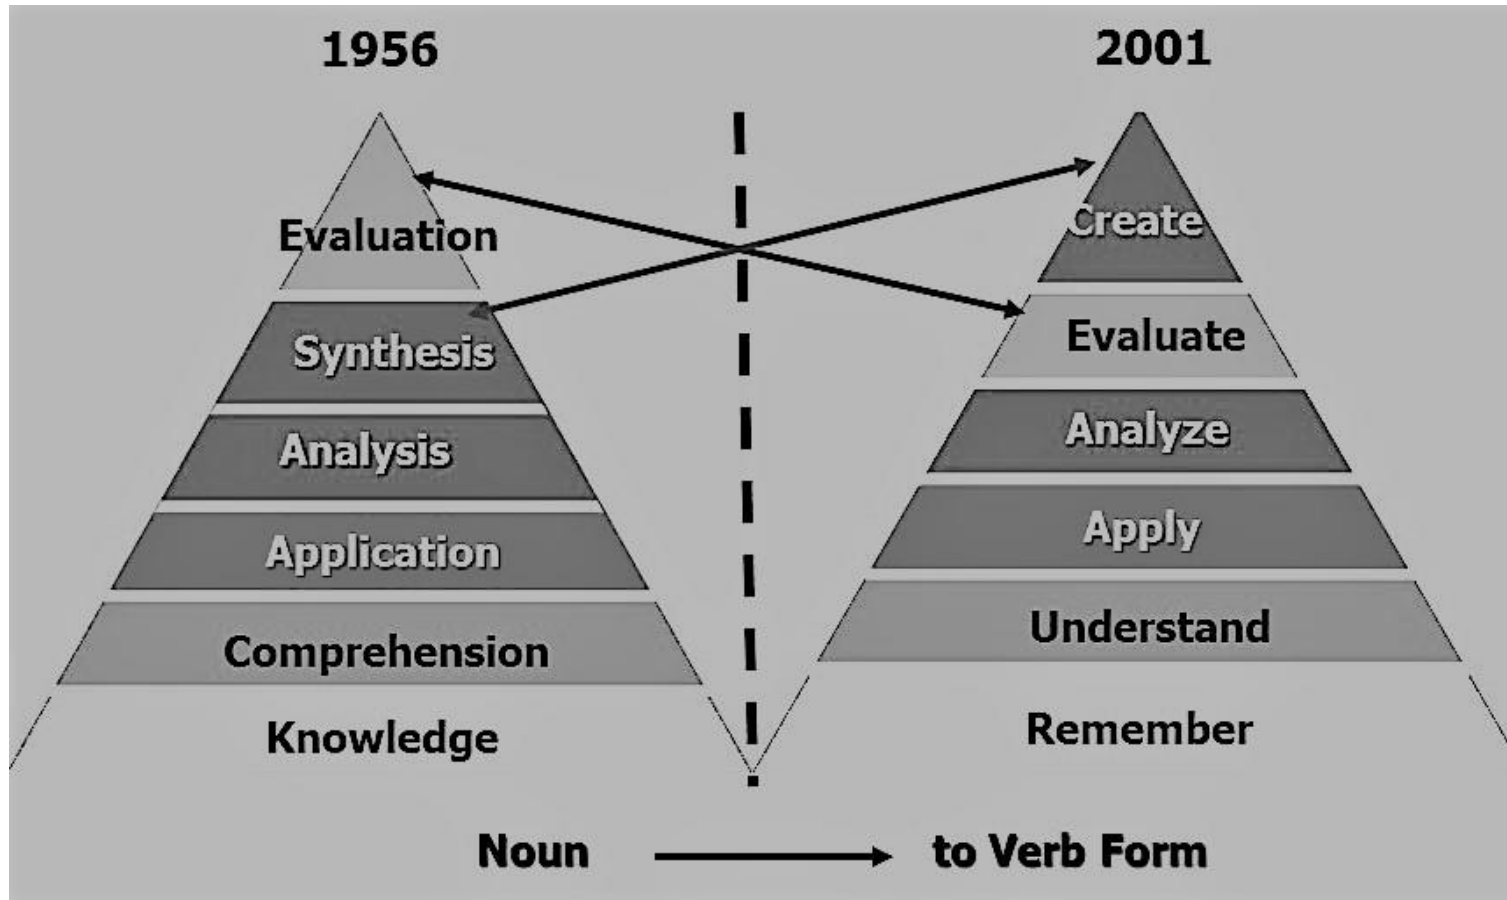 1956
Evaluation
Synthesis
Analysis
Application
Comprehension
Knowledge
2001
Create
Evaluate
Analyze
Apply
Understand
Remember
Noun to Verb Form